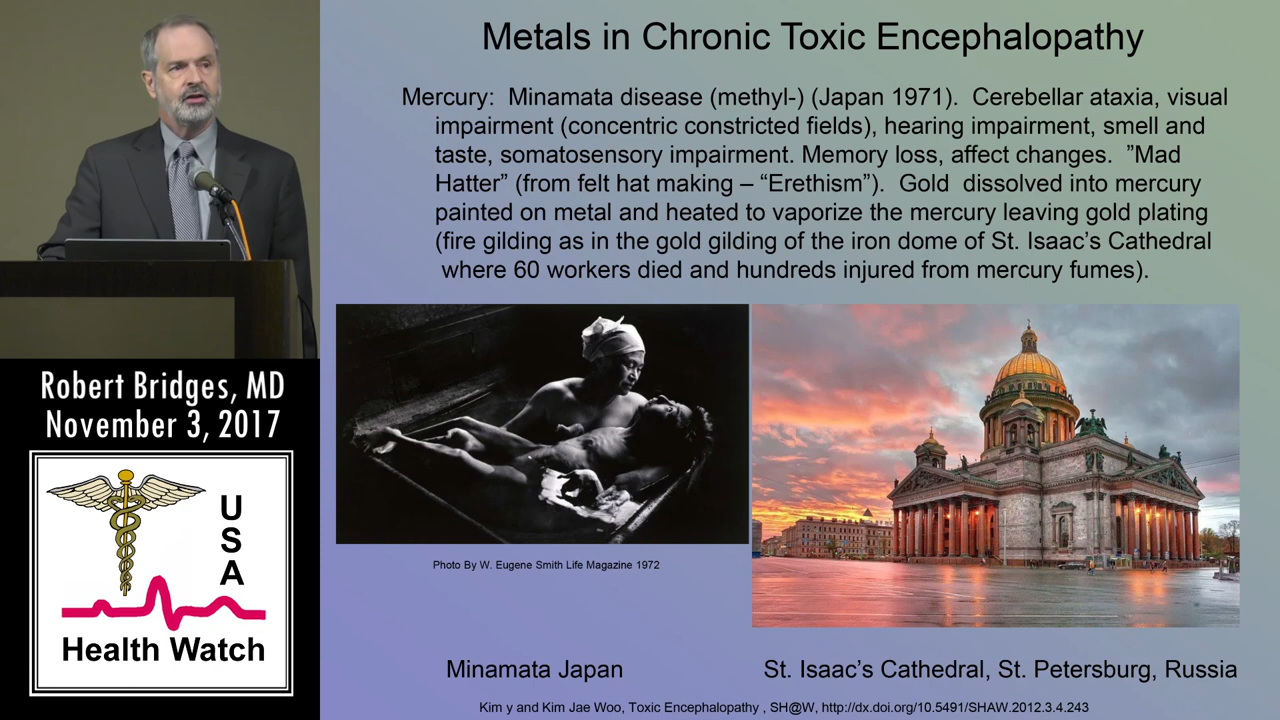 Metals in Chronic Toxic Encephalopathy
Mercury: Minamata disease (methyl-) (Japan 1971). Cerebellar ataxia, visual
impairment (concentric constricted fields), hearing impairment, smell and
taste, somatosensory impairment. Memory loss, affect changes. ”Mad
Hatter” (from felt hat making – “Erethism”). Gold dissolved into mercury
painted on metal and heated to vaporize the mercury leaving gold plating
(fire gilding as in the gold gilding of the iron dome of St. Isaac’s Cathedral
where 60 workers died and hundreds injured from mercury fumes).
Robert Bridges, MD
November 3, 2017
USA
Health Watch
Photo By W. Eugene Smith Life Magazine 1972
Minamata Japan
St. Isaac’s Cathedral, St. Petersburg, Russia
Kim y and Kim Jae Woo, Toxic Encephalopathy , SH@W, http://dx.doi.org/10.5491/SHAW.2012.3.4.243